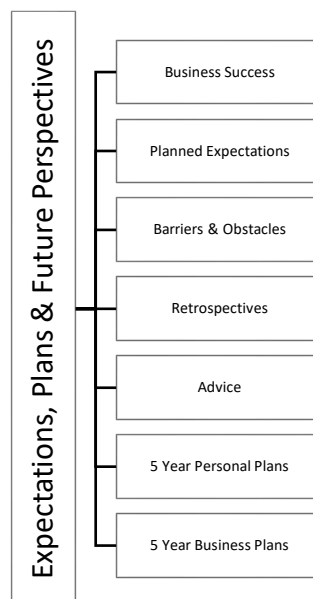 Expectations, Plans & Future Perspectives
Business Success
Planned Expectations
Barriers & Obstacles
Retrospectives
Advice
5 Year Personal Plans
5 Year Business Plans